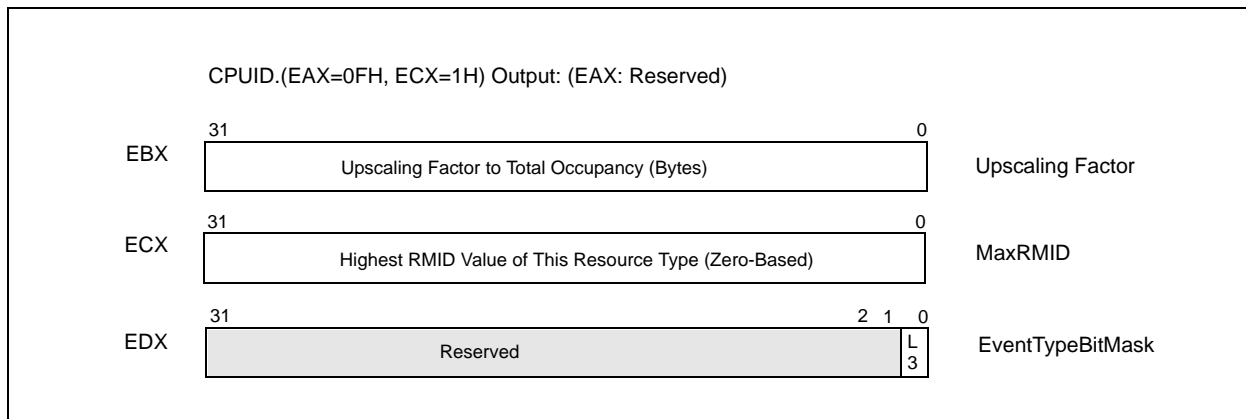 CPUID.(EAX=0FH, ECX=1H) Output: (EAX: Reserved)
31 0
EBX Upscaling Factor to Total Occupancy (Bytes) Upscaling Factor
31 0
ECX Highest RMID Value of This Resource Type (Zero-Based) MaxRMID
31 2 1 0
EDX Reserved L3 EventTypeBitMask